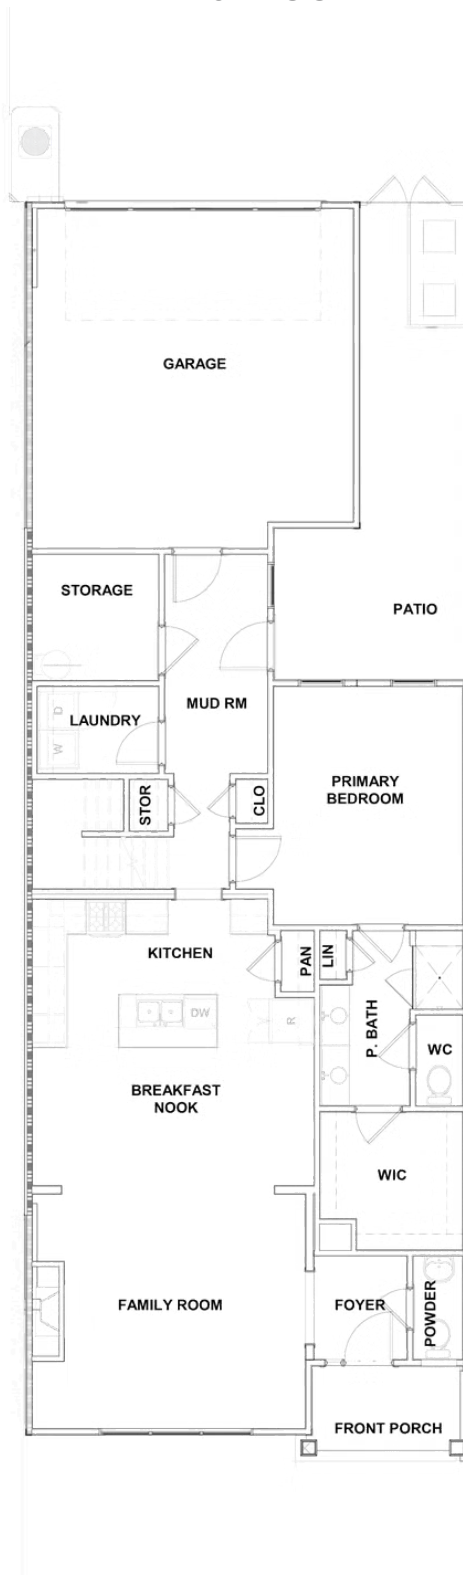 GARAGE
STORAGE
PATIO
D
LAUNDRY
W
MUD RM
PRIMARY
BEDROOM
STOR
CLO
KITCHEN
PAN
LIN
DW
R
P. BATH
WC
BREAKFAST
NOOK
WIC
FAMILY ROOM
FOYER
POWDER
FRONT PORCH